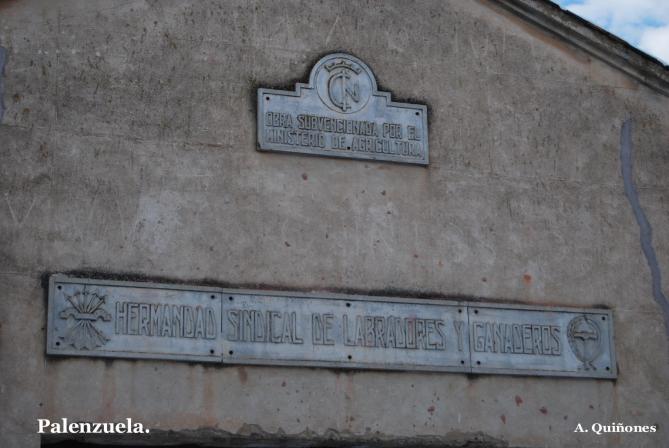 OBRA SUBVENCIONADA POR EL
MINISTERIO DE AGRICULTURA
HERMANDAD SINDICAL DE LABRADORES Y GANADEROS
Palenzuela.
A. Quiñones